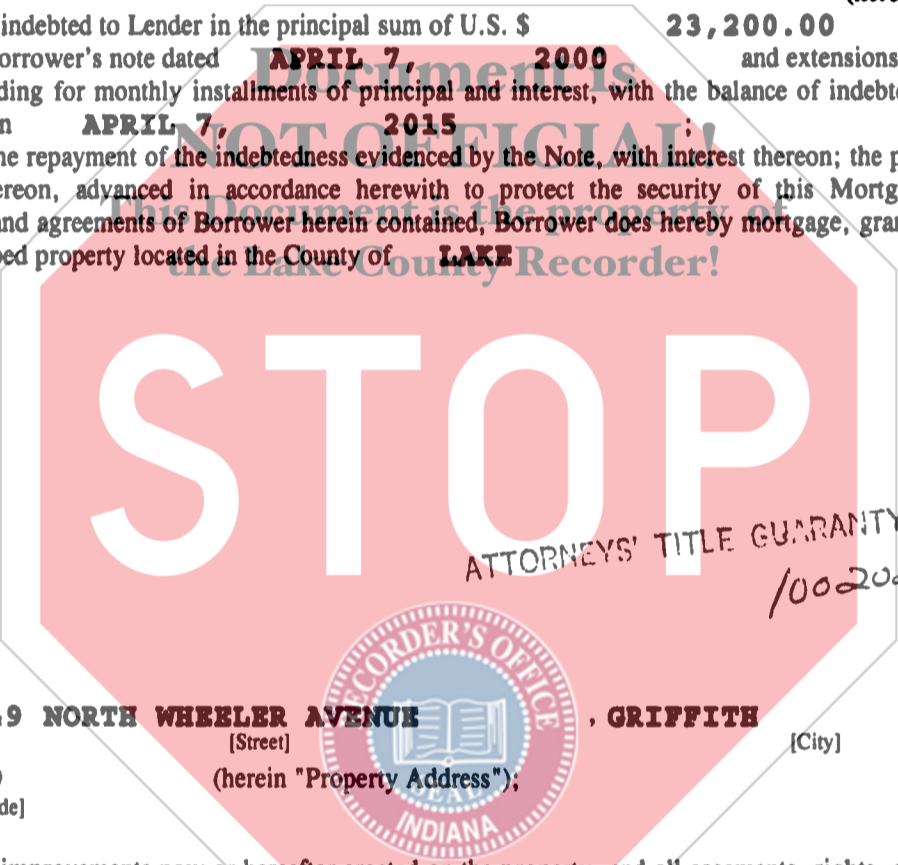 indebted to Lender in the principal sum of U.S. $ 23,200.00
orrower's note dated APRIL 7, 2000 and extensions
ding for monthly installments of principal and interest, with the balance of indebte
n APRIL 7, 2015 ;
Document is
NOT OFFICIAL!
This Document is the property of
the Lake County Recorder!
he repayment of the indebtedness evidenced by the Note, with interest thereon; the p
ereon, advanced in accordance herewith to protect the security of this Mortg
and agreements of Borrower herein contained, Borrower does hereby mortgage, gran
ed property located in the County of LAKE
STOP
ATTORNEYS' TITLE GUARANTY
10020
RECORDER'S OFFICE
SEAL
INDIANA
9 NORTH WHEELER AVENUE , GRIFFITH
[Street] [City]
(herein "Property Address");
de]